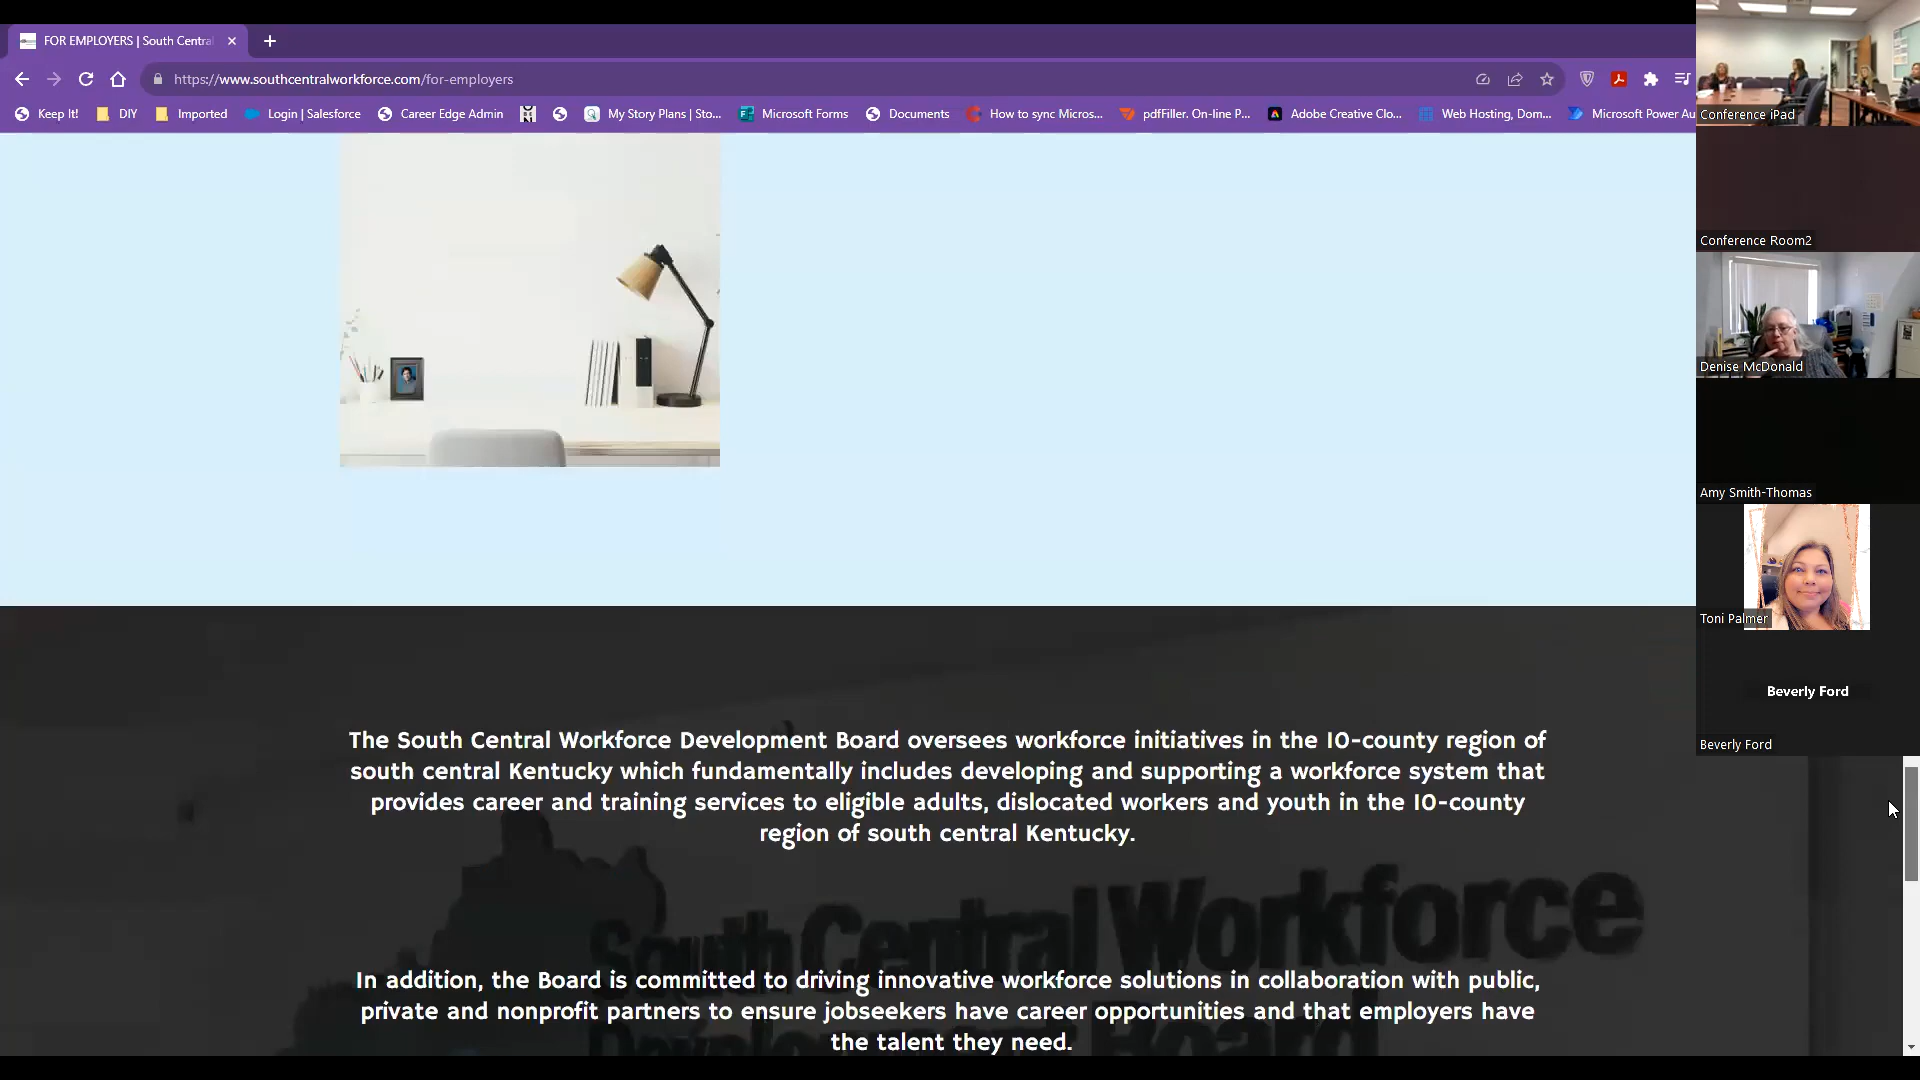 FOR EMPLOYERS | South Centra
https://www.southcentralworkforce.com/for-employers
Keep It! DIY Imported Login | Salesforce Career Edge Admin My Story Plans | Sto... Microsoft Forms Documents How to sync Micros... pdfFiller. On-line P... Adobe Creative Clo... Web Hosting, Dom... Microsoft Power Au
Conference iPad
Conference Room2
Denise McDonald
Amy Smith-Thomas
Toni Palmer
Beverly Ford
Beverly Ford
The South Central Workforce Development Board oversees workforce initiatives in the 10-county region of
south central Kentucky which fundamentally includes developing and supporting a workforce system that
provides career and training services to eligible adults, dislocated workers and youth in the 10-county
region of south central Kentucky.
South Central Workforce
In addition, the Board is committed to driving innovative workforce solutions in collaboration with public,
private and nonprofit partners to ensure jobseekers have career opportunities and that employers have
Development Board
the talent they need.